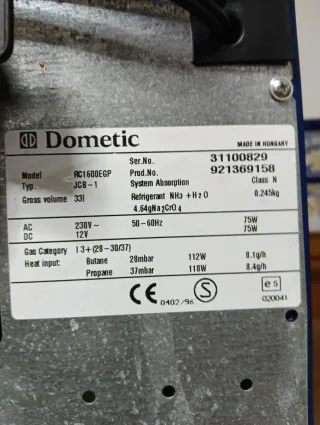 Dometic
MADE IN HUNGARY
Ser.No. 31100829
Model RC1600EGP Prod.No. 921369158
Typ. JCB-1 System Absorption Class N
Gross volume 33l Refrigerant NH3 + H2O 0.245kg
4.64gNa2CrO4
AC 230V~ 50-60Hz 75W
DC 12V 75W
Gas Category I 3+(28-30/37)
Heat input: Butane 28mbar 112W 8.1g/h
Propane 37mbar 118W 8.4g/h
CE 0402/96 S e5
020041